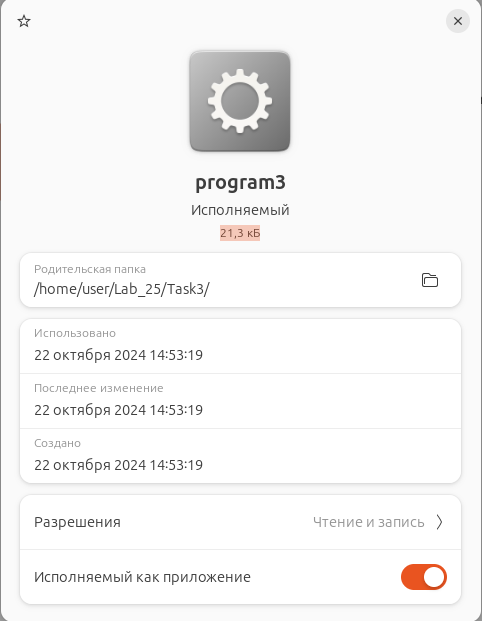 program3
Исполняемый
21,3 кБ
Родительская папка
/home/user/Lab_25/Task3/
Использовано
22 октября 2024 14:53:19
Последнее изменение
22 октября 2024 14:53:19
Создано
22 октября 2024 14:53:19
Разрешения Чтение и запись
Исполняемый как приложение